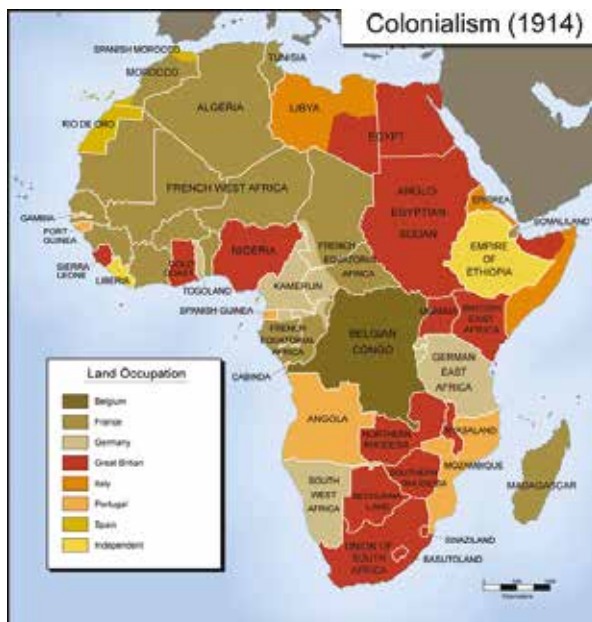 Colonialism (1914)
SPANISH MOROCCO
MOROCCO
TUNISIA
ALGERIA
LIBYA
EGYPT
RIO DE ORO
FRENCH WEST AFRICA
ANGLO
EGYPTIAN
SUDAN
ERITREA
SOMALILAND
GAMBIA
PORT
GUINEA
SIERRA
LEONE
LIBERIA
GOLD
COAST
TOGOLAND
NIGERIA
KAMERUN
FRENCH
EQUATORIAL
AFRICA
EMPIRE
OF
ETHIOPIA
SPANISH GUINEA
FRENCH
EQUATORIAL
AFRICA
CABINDA
BELGIAN
CONGO
UGANDA
BRITISH
EAST
AFRICA
GERMAN
EAST
AFRICA
ANGOLA
NORTHERN
RHODESIA
NYASALAND
MOZAMBIQUE
MADAGASCAR
SOUTH
WEST
AFRICA
BECHUANA
LAND
SOUTHERN
RHODESIA
SWAZILAND
BASUTOLAND
UNION OF
SOUTH
AFRICA
Land Occupation
Belgium
France
Germany
Great Britian
Italy
Portugal
Spain
Independent